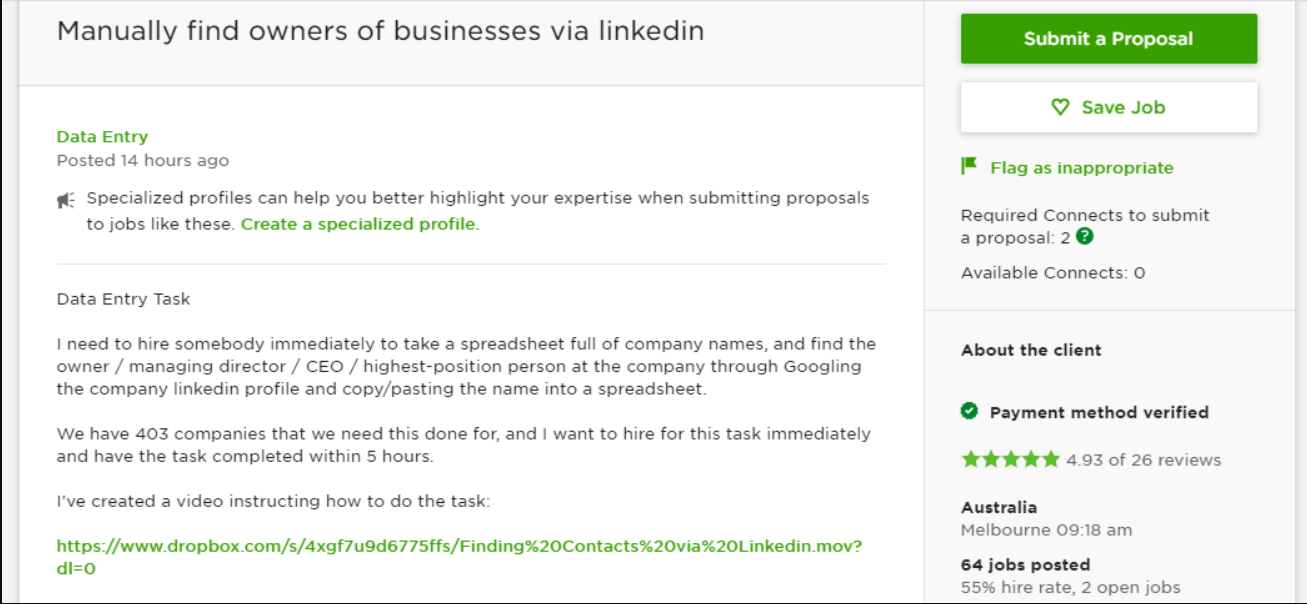 Manually find owners of businesses via linkedin
Data Entry
Posted 14 hours ago
Specialized profiles can help you better highlight your expertise when submitting proposals
to jobs like these. Create a specialized profile.
Data Entry Task
I need to hire somebody immediately to take a spreadsheet full of company names, and find the
owner / managing director / CEO / highest-position person at the company through Googling
the company linkedin profile and copy/pasting the name into a spreadsheet.
We have 403 companies that we need this done for, and I want to hire for this task immediately
and have the task completed within 5 hours.
I've created a video instructing how to do the task:
https://www.dropbox.com/s/4xgf7u9d6775ffs/Finding%20Contacts%20via%20Linkedin.mov?
dl=0
Submit a Proposal
Save Job
Flag as inappropriate
Required Connects to submit
a proposal: 2 ?
Available Connects: 0
About the client
Payment method verified
4.93 of 26 reviews
Australia
Melbourne 09:18 am
64 jobs posted
55% hire rate, 2 open jobs